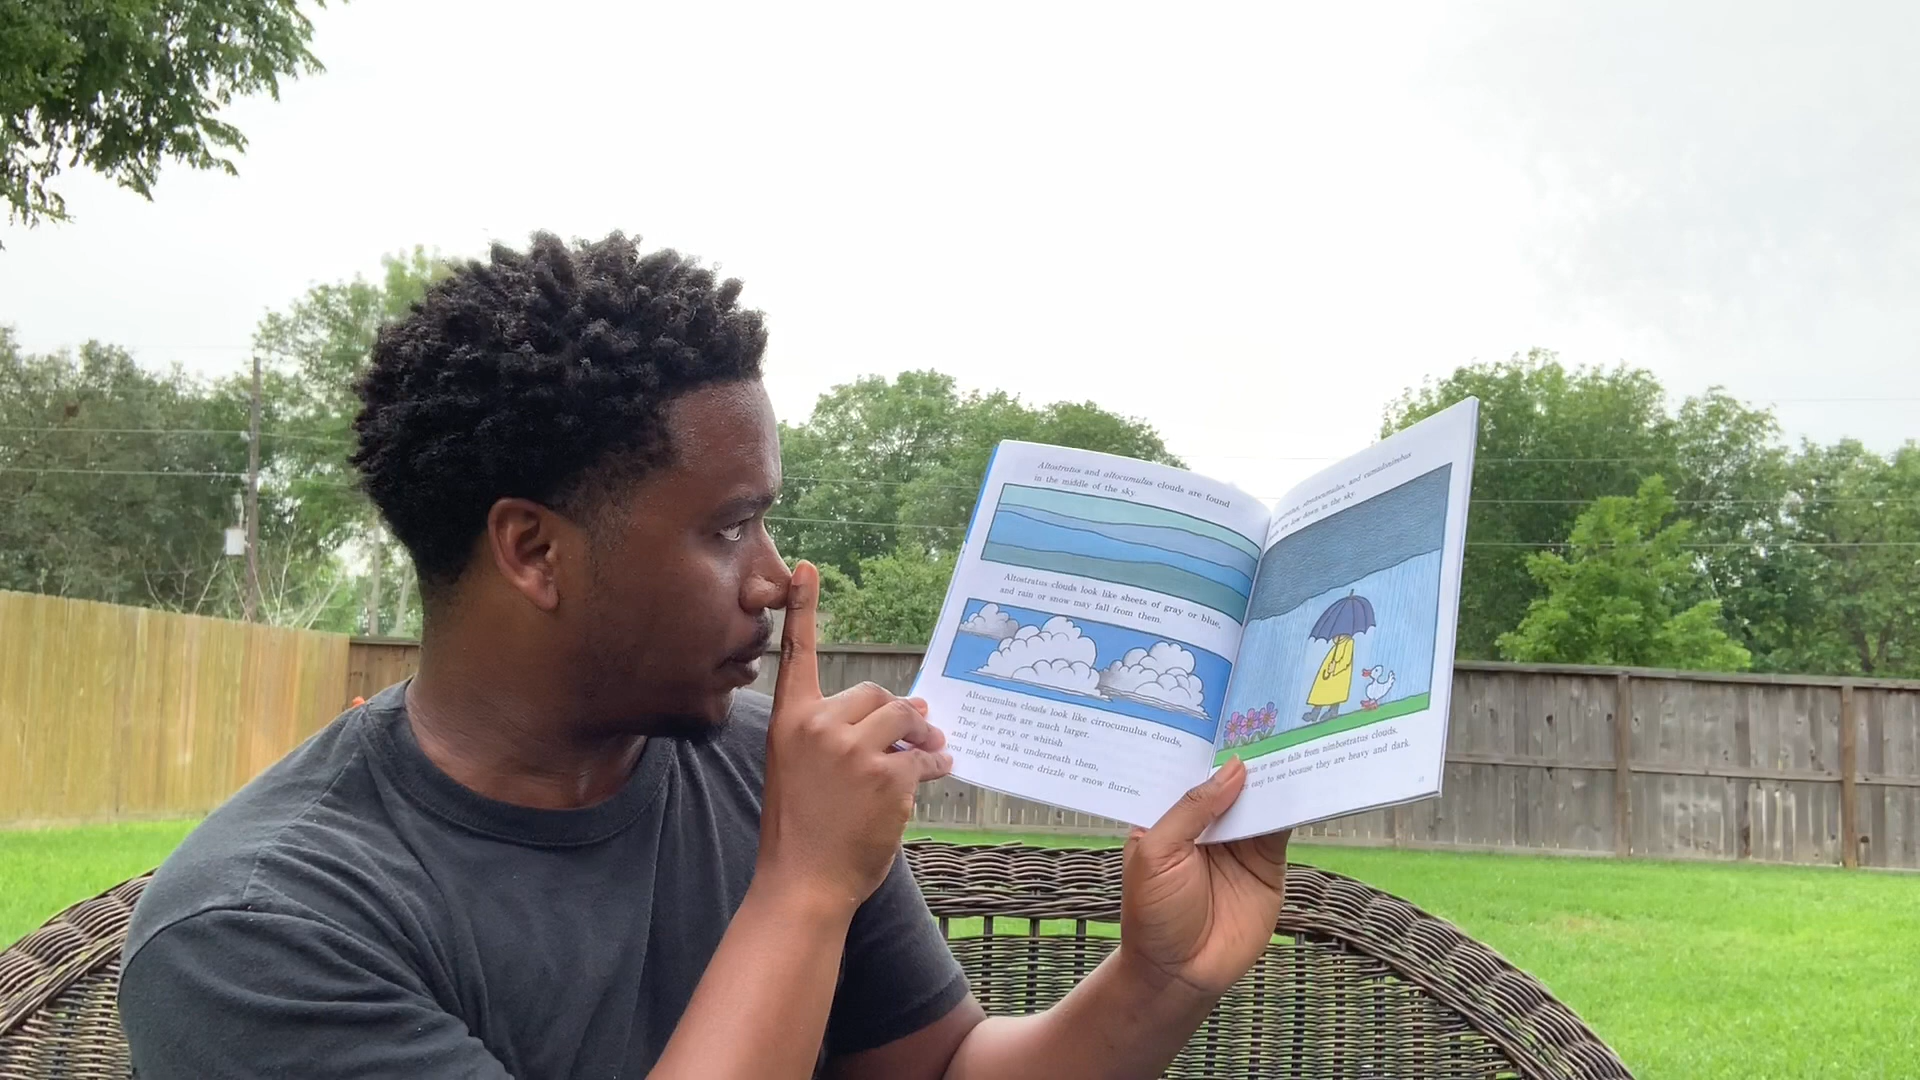 Altostratus and altocumulus clouds are found
in the middle of the sky.
Altostratus clouds look like sheets of gray or blue,
and rain or snow may fall from them.
Altocumulus clouds look like cirrocumulus clouds,
but the puffs are much larger.
They are gray or whitish
and if you walk underneath them,
you might feel some drizzle or snow flurries.
stratocumulus, and cumulonimbus
are low down in the sky.
rain or snow falls from nimbostratus clouds.
easy to see because they are heavy and dark.